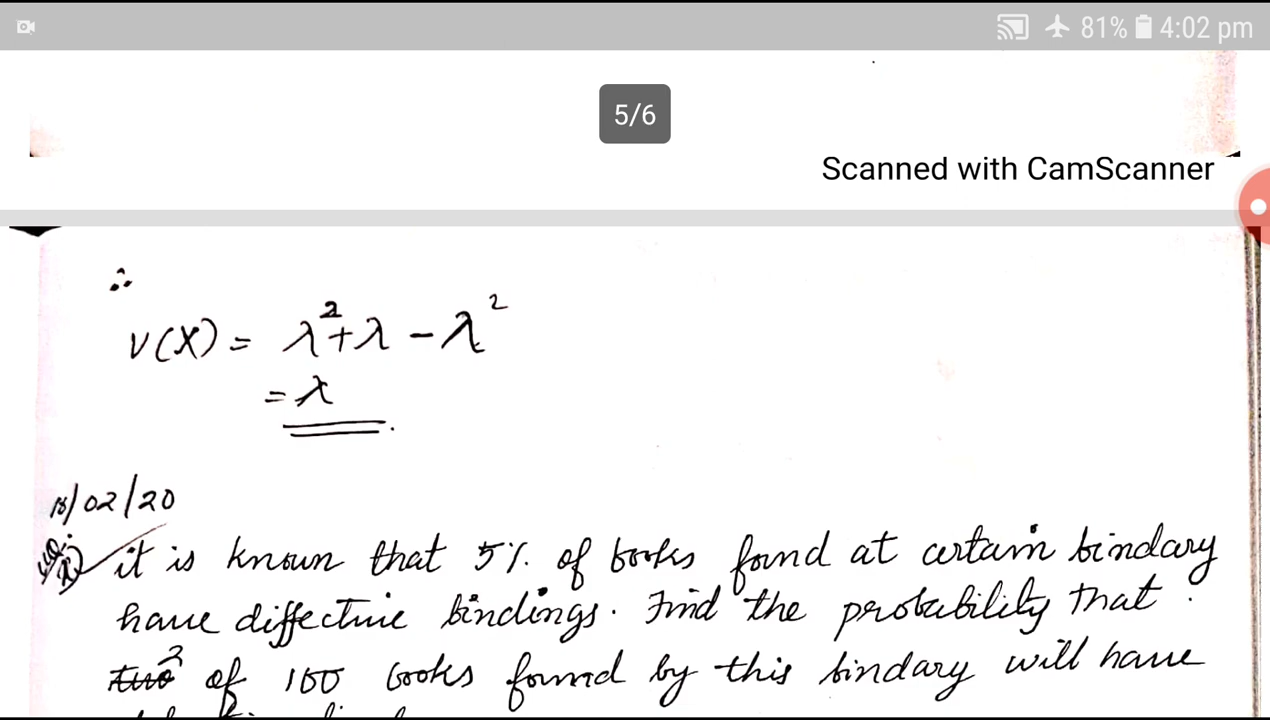 81% 4:02 pm
5/6
Scanned with CamScanner
∴
V(X) = λ²+λ - λ²
= λ
18/02/20
it is known that 5%. of books found at certain bindary
have diffective bindings. Find the probability that
two 2 of 100 books found by this bindary will have